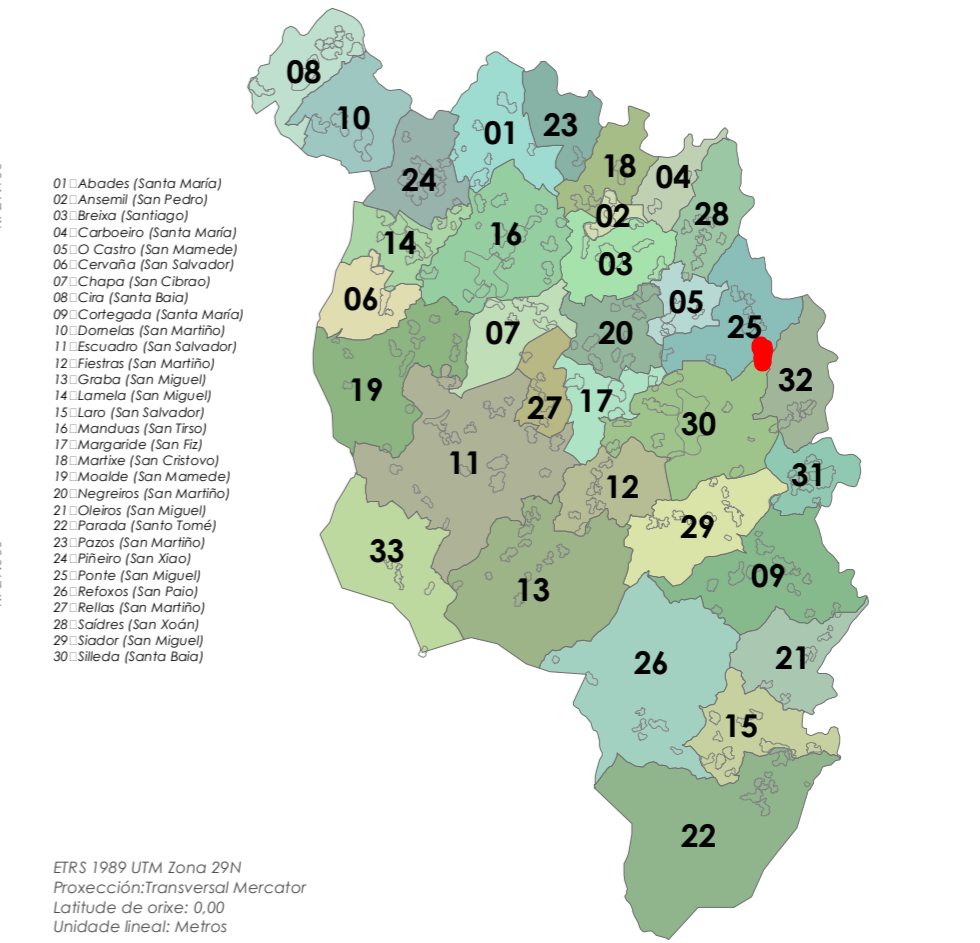 08
10
01
23
24
18
04
02
28
14
16
03
06
05
07
20
25
19
27
17
32
30
11
12
31
29
33
13
09
26
21
15
22
01 Abades (Santa María)
02 Ansemil (San Pedro)
03 Breixa (Santiago)
04 Carboeiro (Santa María)
05 O Castro (San Mamede)
06 Cervaña (San Salvador)
07 Chapa (San Cibrao)
08 Cira (Santa Baia)
09 Cortegada (Santa María)
10 Dornelas (San Martiño)
11 Escuadro (San Salvador)
12 Fiestras (San Martiño)
13 Graba (San Miguel)
14 Lamela (San Miguel)
15 Laro (San Salvador)
16 Manduas (San Tirso)
17 Margaride (San Fiz)
18 Martixe (San Cristovo)
19 Moalde (San Mamede)
20 Negreiros (San Martiño)
21 Oleiros (San Miguel)
22 Parada (Santo Tomé)
23 Pazos (San Martiño)
24 Piñeiro (San Xiao)
25 Ponte (San Miguel)
26 Refoxos (San Paio)
27 Rellas (San Martiño)
28 Saídres (San Xoán)
29 Siador (San Miguel)
30 Silleda (Santa Baia)
ETRS 1989 UTM Zona 29N
Proxección:Transversal Mercator
Latitude de orixe: 0,00
Unidade lineal: Metros